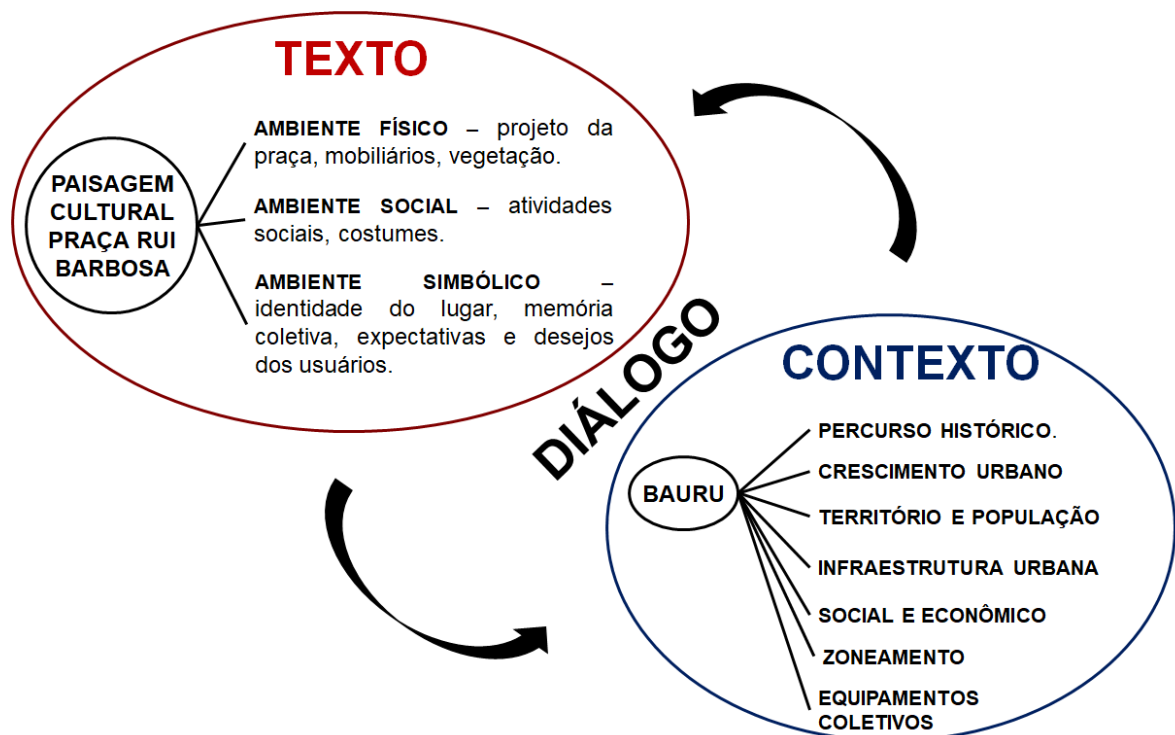 TEXTO
PAISAGEM
CULTURAL
PRAÇA RUI
BARBOSA
AMBIENTE FÍSICO – projeto da
praça, mobiliários, vegetação.
AMBIENTE SOCIAL – atividades
sociais, costumes.
AMBIENTE SIMBÓLICO –
identidade do lugar, memória
coletiva, expectativas e desejos
dos usuários.
DIÁLOGO
CONTEXTO
BAURU
PERCURSO HISTÓRICO.
CRESCIMENTO URBANO
TERRITÓRIO E POPULAÇÃO
INFRAESTRUTURA URBANA
SOCIAL E ECONÔMICO
ZONEAMENTO
EQUIPAMENTOS
COLETIVOS